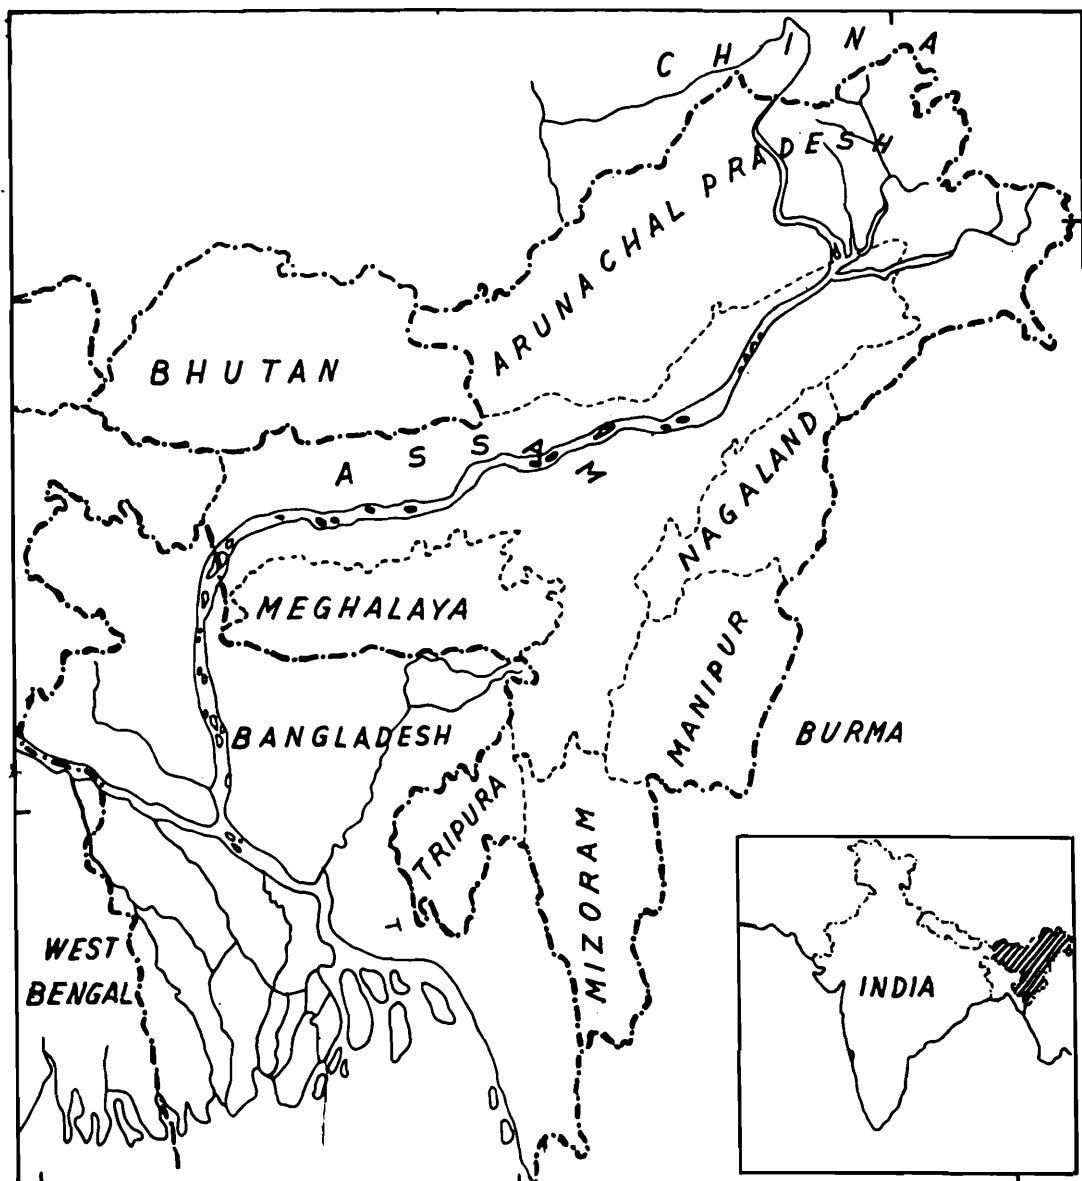 CHINA
ARUNACHAL PRADESH
BHUTAN
ASSAM
NAGALAND
MEGHALAYA
MANIPUR
BANGLADESH
BURMA
TRIPURA
MIZORAM
WEST
BENGAL
INDIA